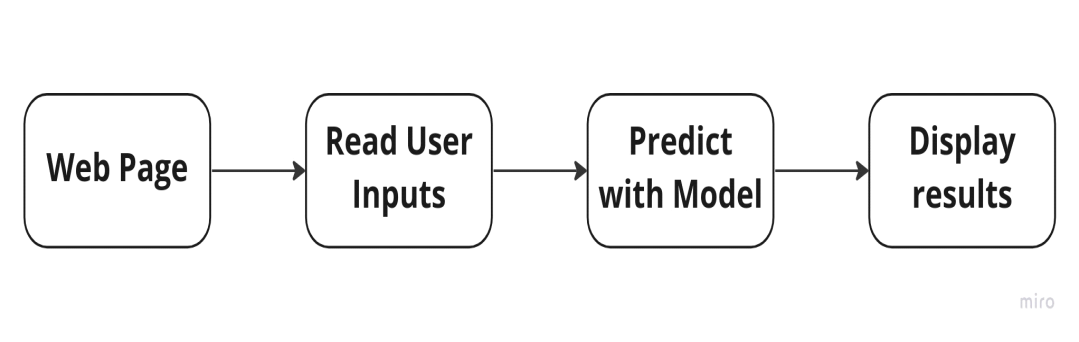 Web Page
Read User
Inputs
Predict
with Model
Display
results
miro